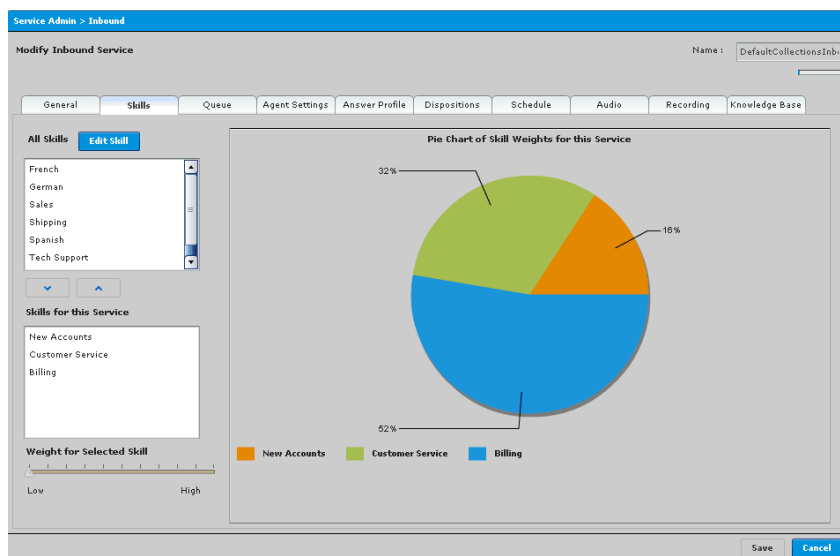 Service Admin > Inbound
Modify Inbound Service
Name :
DefaultCollectionsInb
General
Skills
Queue
Agent Settings
Answer Profile
Dispositions
Schedule
Audio
Recording
Knowledge Base
All Skills
Edit Skill
French
German
Sales
Shipping
Spanish
Tech Support
Skills for this Service
New Accounts
Customer Service
Billing
Weight for Selected Skill
Low
High
Pie Chart of Skill Weights for this Service
32%
16%
52%
New Accounts
Customer Service
Billing
Save
Cancel